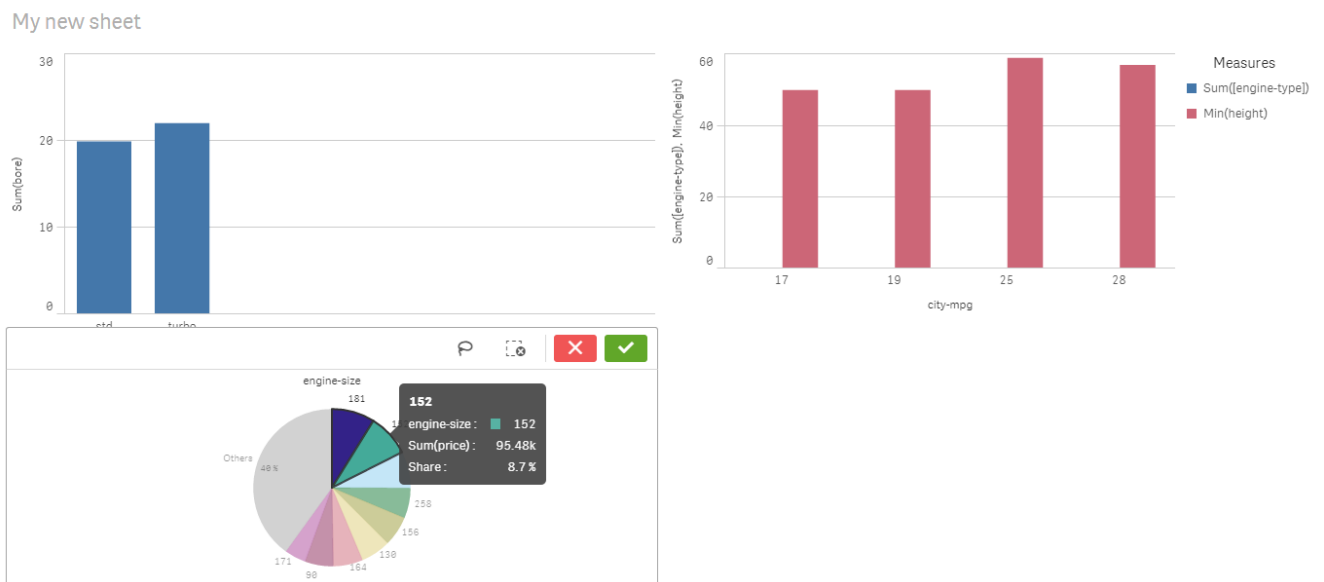 My new sheet
30
20
10
0
Sum(bore)
std
turbo
60
40
20
0
Sum([engine-type]), Min(height)
17
19
25
28
city-mpg
Measures
Sum([engine-type])
Min(height)
engine-size
181
152
engine-size: 152
Sum(price): 95.48k
Share: 8.7%
Others
40%
258
156
130
164
90
171